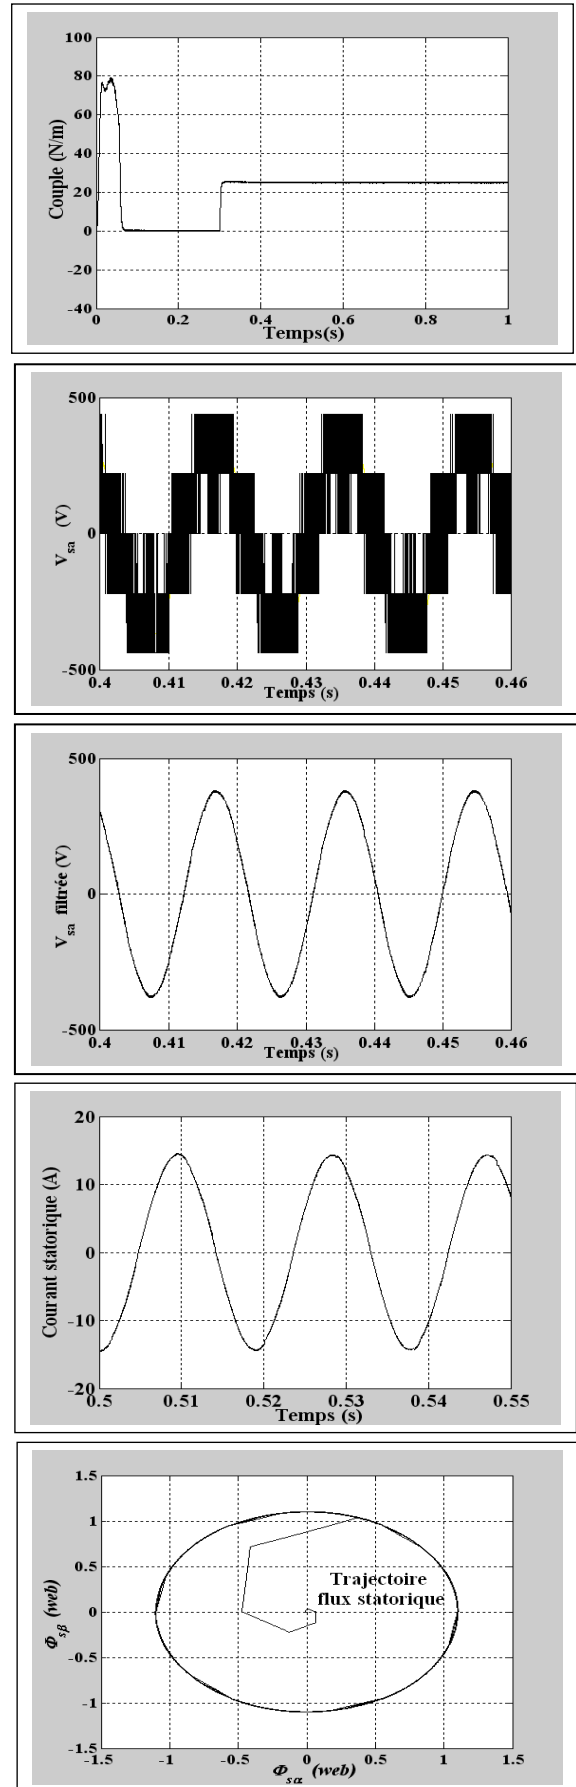 100
80
60
40
20
0
-20
-40
Couple (N/m)
0 0.2 0.4 0.6 0.8 1
Temps(s)
500
0
-500
Vsa (V)
0.4 0.41 0.42 0.43 0.44 0.45 0.46
Temps (s)
500
0
-500
Vsa filtrée (V)
0.4 0.41 0.42 0.43 0.44 0.45 0.46
Temps (s)
20
10
0
-10
-20
Courant statorique (A)
0.5 0.51 0.52 0.53 0.54 0.55
Temps (s)
1.5
1
0.5
0
-0.5
-1
-1.5
Φsβ (web)
Trajectoire
flux statorique
-1.5 -1 -0.5 0 0.5 1 1.5
Φsα (web)